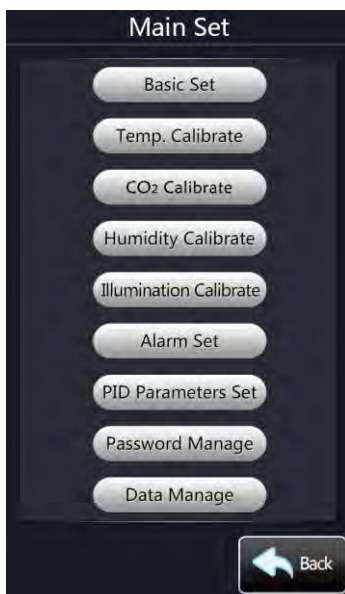 Main Set
Basic Set
Temp. Calibrate
CO₂ Calibrate
Humidity Calibrate
Illumination Calibrate
Alarm Set
PID Parameters Set
Password Manage
Data Manage
Back